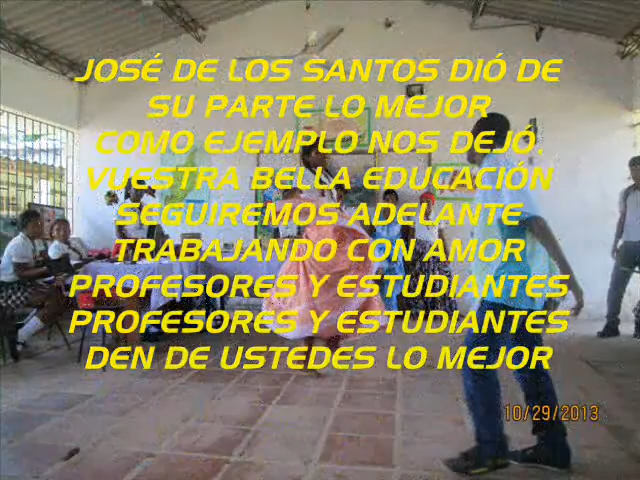 JOSÉ DE LOS SANTOS DIÓ DE
SU PARTE LO MEJOR
COMO EJEMPLO NOS DEJÓ.
VUESTRA BELLA EDUCACIÓN
SEGUIREMOS ADELANTE
TRABAJANDO CON AMOR
PROFESORES Y ESTUDIANTES
PROFESORES Y ESTUDIANTES
DEN DE USTEDES LO MEJOR
10/29/2013